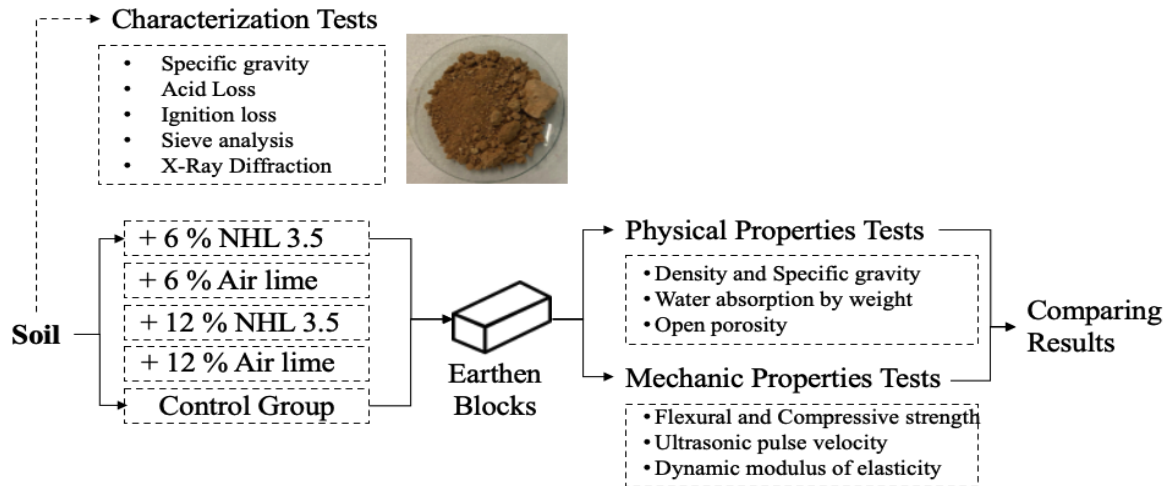 Characterization Tests
• Specific gravity
• Acid Loss
• Ignition loss
• Sieve analysis
• X-Ray Diffraction
Soil
+ 6 % NHL 3.5
+ 6 % Air lime
+ 12 % NHL 3.5
+ 12 % Air lime
Control Group
Earthen
Blocks
Physical Properties Tests
• Density and Specific gravity
• Water absorption by weight
• Open porosity
Mechanic Properties Tests
• Flexural and Compressive strength
• Ultrasonic pulse velocity
• Dynamic modulus of elasticity
Comparing
Results